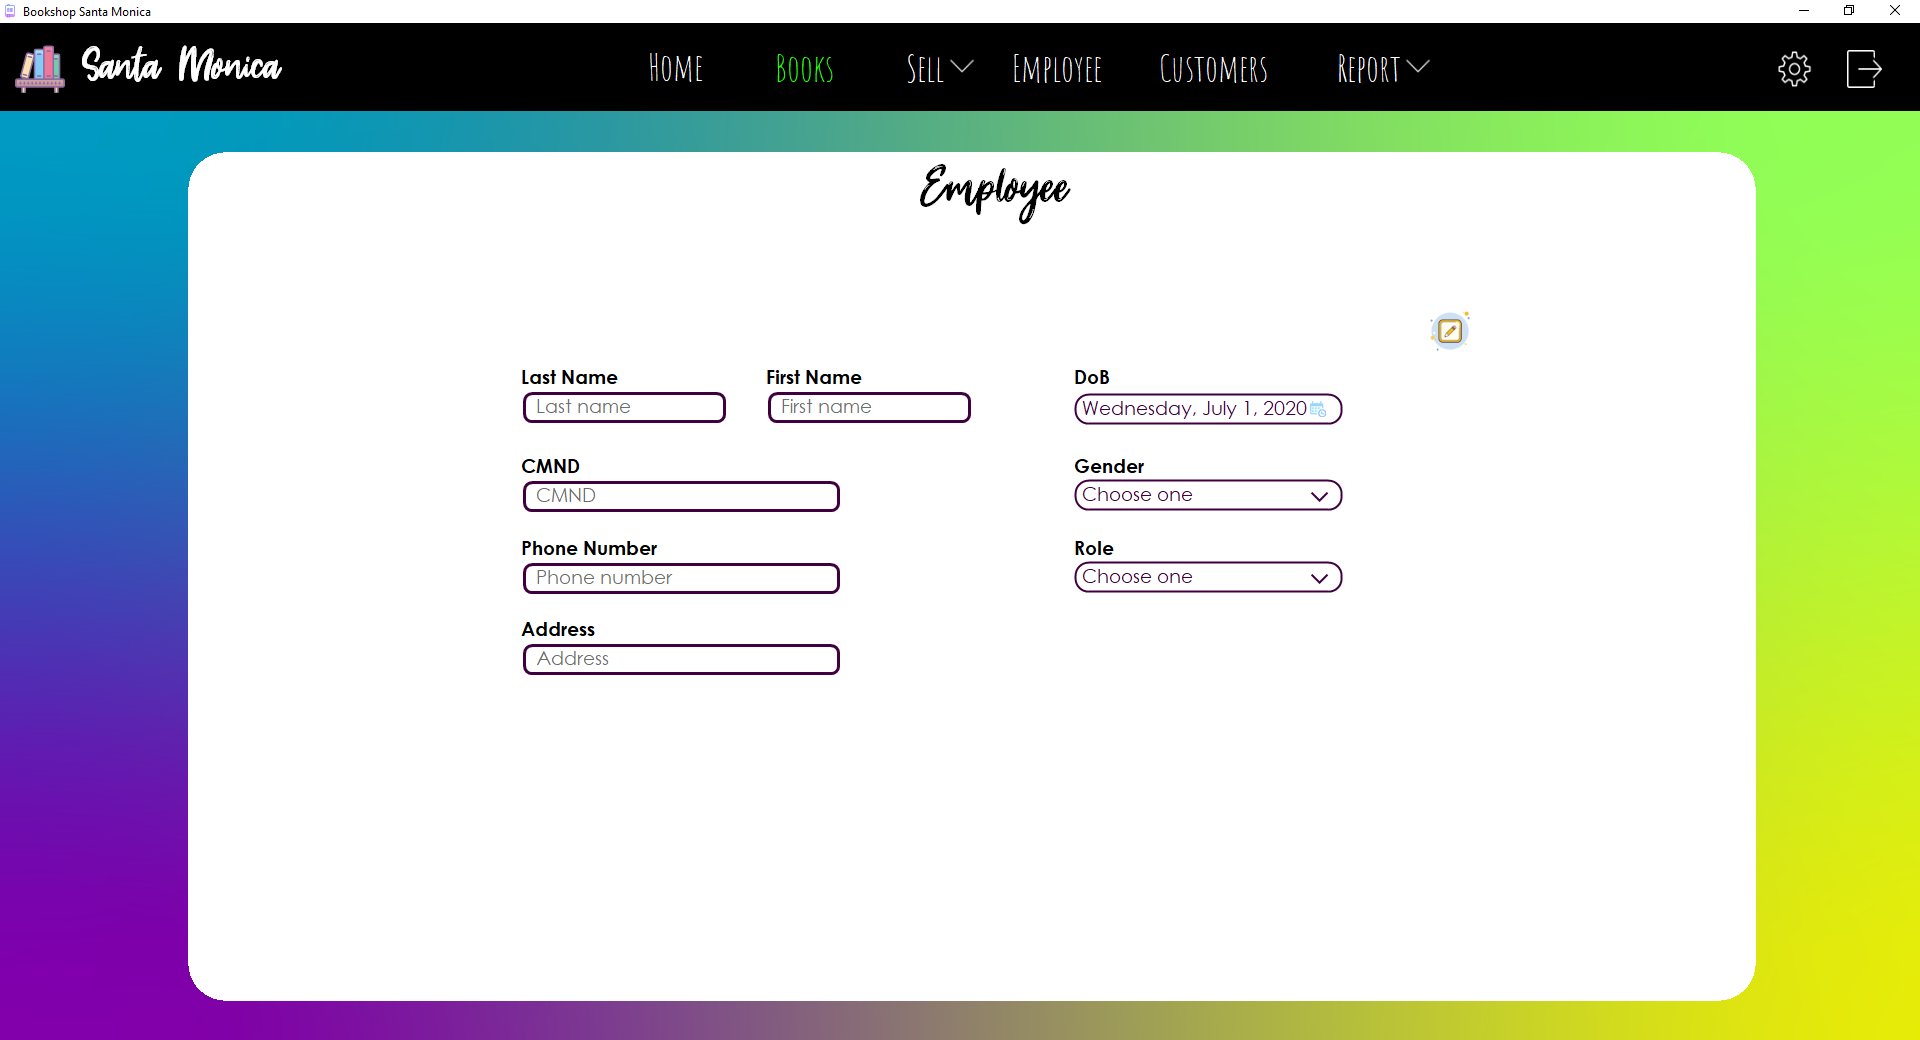 Bookshop Santa Monica
Santa Monica
Home Books Sell Employee Customers Report
Employee
Last Name First Name DoB
Last name First name Wednesday, July 1, 2020
CMND Gender
CMND Choose one
Phone Number Role
Phone number Choose one
Address
Address